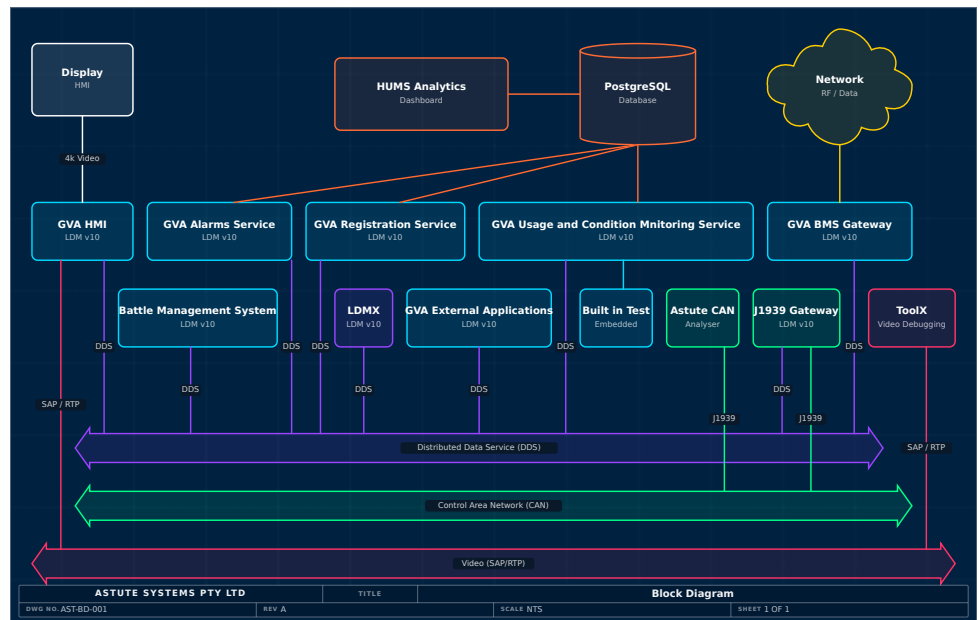 Display
HMI
HUMS Analytics
Dashboard
PostgreSQL
Database
Network
RF / Data
4k Video
GVA HMI
LDM v10
GVA Alarms Service
LDM v10
GVA Registration Service
LDM v10
GVA Usage and Condition Mnitoring Service
LDM v10
GVA BMS Gateway
LDM v10
Battle Management System
LDM v10
LDMX
LDM v10
GVA External Applications
LDM v10
Built in Test
Embedded
Astute CAN
Analyser
J1939 Gateway
LDM v10
ToolX
Video Debugging
DDS
DDS
DDS
DDS
DDS
DDS
DDS
DDS
DDS
SAP / RTP
J1939
J1939
Distributed Data Service (DDS)
SAP / RTP
Control Area Network (CAN)
Video (SAP/RTP)
ASTUTE SYSTEMS PTY LTD
TITLE
Block Diagram
DWG NO. AST-BD-001
REV A
SCALE NTS
SHEET 1 OF 1